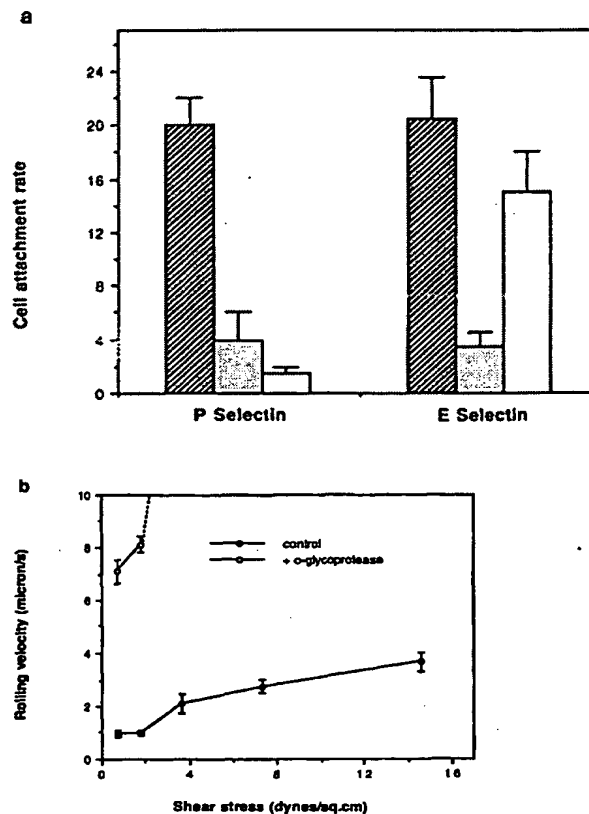 a
24
20
16
12
8
4
0
Cell attachment rate
P Selectin E Selectin
b
10
8
6
4
2
0
Rolling velocity (micron/s)
control
+ o-glycoprotease
0 4 8 12 16
Shear stress (dynes/sq.cm)